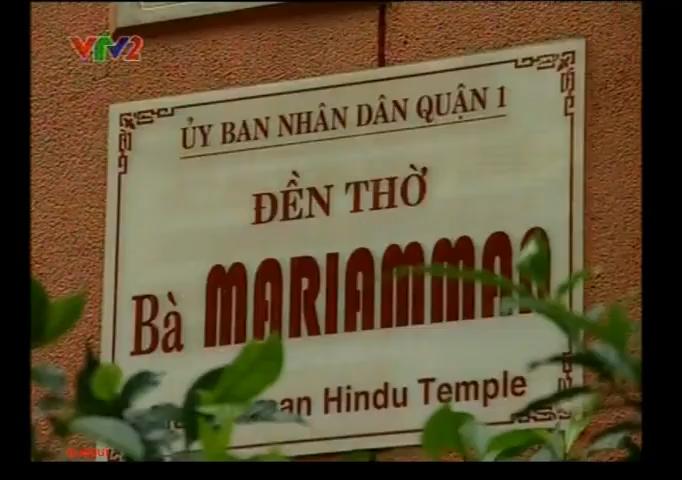 VTV2
ỦY BAN NHÂN DÂN QUẬN 1
ĐỀN THỜ
Bà MARIAMMAN
Hindu Temple